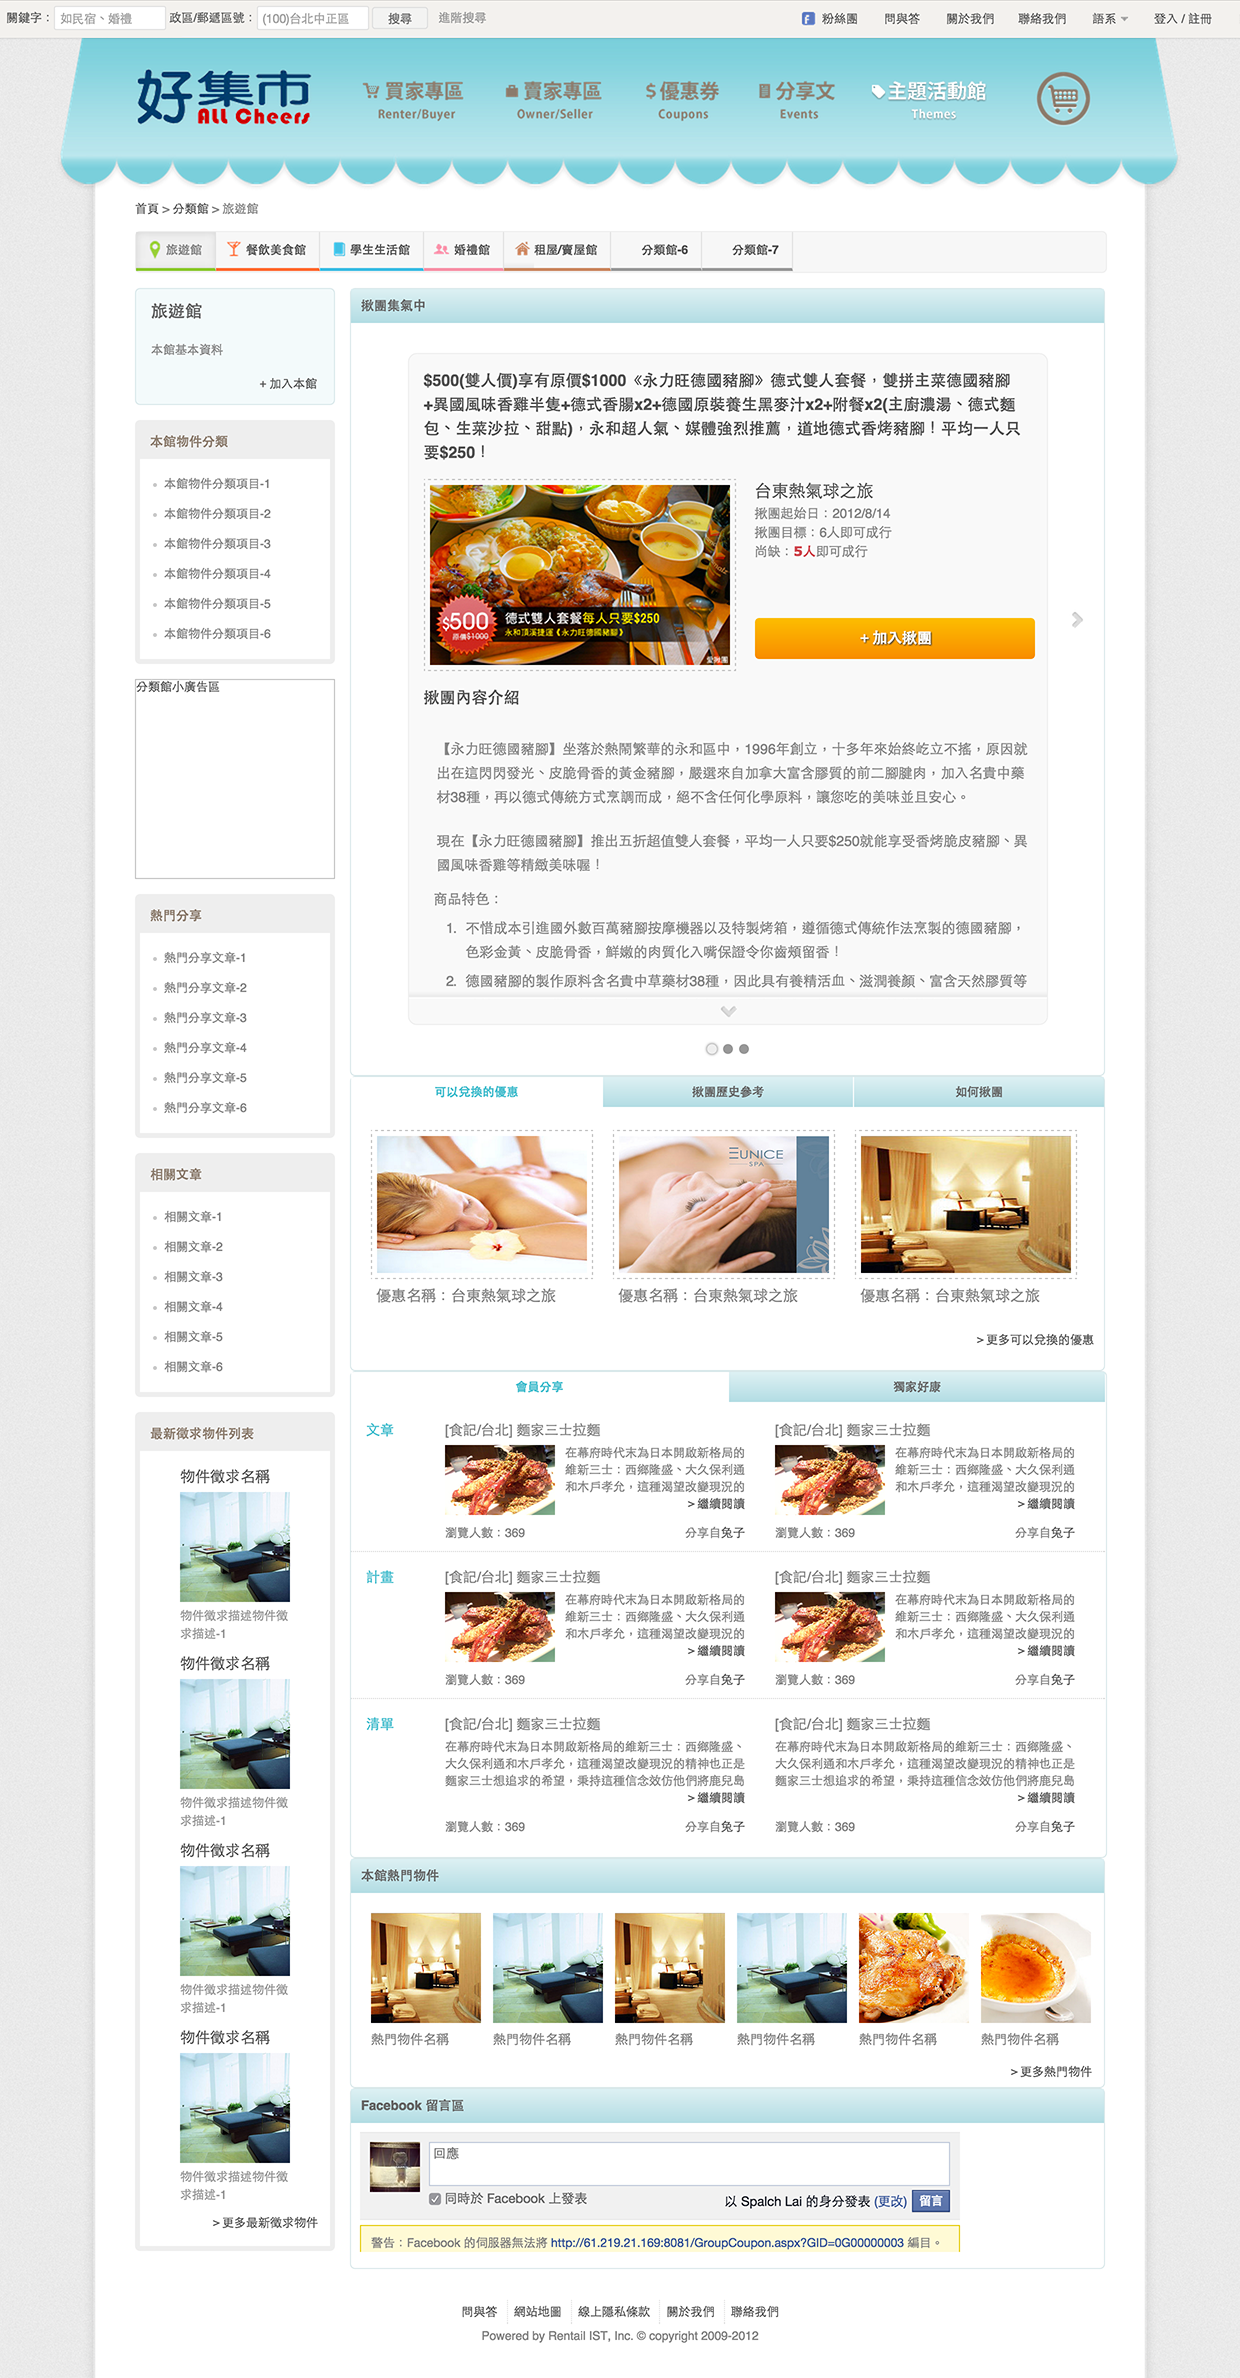 關鍵字： 如民宿、婚禮 政區/郵遞區號： (100)台北中正區 搜尋 進階搜尋 粉絲團 問與答 關於我們 聯絡我們 語系 登入 / 註冊
好集市
All Cheers
買家專區 賣家專區 優惠券 分享文 主題活動館
Renter/Buyer Owner/Seller Coupons Events Themes
首頁 > 分類館 > 旅遊館
旅遊館 餐飲美食館 學生生活館 婚禮館 租屋/賣屋館 分類館-6 分類館-7
旅遊館
本館基本資料
+ 加入本館
本館物件分類
本館物件分類項目-1
本館物件分類項目-2
本館物件分類項目-3
本館物件分類項目-4
本館物件分類項目-5
本館物件分類項目-6
分類館小廣告區
熱門分享
熱門分享文章-1
熱門分享文章-2
熱門分享文章-3
熱門分享文章-4
熱門分享文章-5
熱門分享文章-6
相關文章
相關文章-1
相關文章-2
相關文章-3
相關文章-4
相關文章-5
相關文章-6
最新徵求物件列表
物件徵求名稱
物件徵求描述物件徵
求描述-1
物件徵求名稱
物件徵求描述物件徵
求描述-1
物件徵求名稱
物件徵求描述物件徵
求描述-1
物件徵求名稱
物件徵求描述物件徵
求描述-1
> 更多最新徵求物件
揪團集氣中
$500(雙人價)享有原價$1000《永力旺德國豬腳》德式雙人套餐，雙拼主菜德國豬腳
+異國風味香雞半隻+德式香腸x2+德國原裝養生黑麥汁x2+附餐x2(主廚濃湯、德式麵
包、生菜沙拉、甜點)，永和超人氣、媒體強烈推薦，道地德式香烤豬腳！平均一人只
要$250！
$500
原價$1000
德式雙人套餐每人只要$250
永和頂溪捷運《永力旺德國豬腳》
愛揪團
台東熱氣球之旅
揪團起始日：2012/8/14
揪團目標：6人即可成行
尚缺：5人即可成行
+ 加入揪團
揪團內容介紹
【永力旺德國豬腳】坐落於熱鬧繁華的永和區中，1996年創立，十多年來始終屹立不搖，原因就
出在這閃閃發光、皮脆骨香的黃金豬腳，嚴選來自加拿大富含膠質的前二腳腱肉，加入名貴中藥
材38種，再以德式傳統方式烹調而成，絕不含任何化學原料，讓您吃的美味並且安心。
現在【永力旺德國豬腳】推出五折超值雙人套餐，平均一人只要$250就能享受香烤脆皮豬腳、異
國風味香雞等精緻美味喔！
商品特色：
1. 不惜成本引進國外數百萬豬腳按摩機器以及特製烤箱，遵循德式傳統作法烹製的德國豬腳，
色彩金黃、皮脆骨香，鮮嫩的肉質化入嘴保證令你齒頰留香！
2. 德國豬腳的製作原料含名貴中草藥材38種，因此具有養精活血、滋潤養顏、富含天然膠質等
可以兌換的優惠 揪團歷史參考 如何揪團
EUNICE
SPA
優惠名稱：台東熱氣球之旅 優惠名稱：台東熱氣球之旅 優惠名稱：台東熱氣球之旅
> 更多可以兌換的優惠
會員分享 獨家好康
文章 [食記/台北] 麵家三士拉麵 [食記/台北] 麵家三士拉麵
在幕府時代末為日本開啟新格局的 在幕府時代末為日本開啟新格局的
維新三士：西鄉隆盛、大久保利通 維新三士：西鄉隆盛、大久保利通
和木戶孝允，這種渴望改變現況的 和木戶孝允，這種渴望改變現況的
> 繼續閱讀 > 繼續閱讀
瀏覽人數：369 分享自兔子 瀏覽人數：369 分享自兔子
計畫 [食記/台北] 麵家三士拉麵 [食記/台北] 麵家三士拉麵
在幕府時代末為日本開啟新格局的 在幕府時代末為日本開啟新格局的
維新三士：西鄉隆盛、大久保利通 維新三士：西鄉隆盛、大久保利通
和木戶孝允，這種渴望改變現況的 和木戶孝允，這種渴望改變現況的
> 繼續閱讀 > 繼續閱讀
瀏覽人數：369 分享自兔子 瀏覽人數：369 分享自兔子
清單 [食記/台北] 麵家三士拉麵 [食記/台北] 麵家三士拉麵
在幕府時代末為日本開啟新格局的維新三士：西鄉隆盛、 在幕府時代末為日本開啟新格局的維新三士：西鄉隆盛、
大久保利通和木戶孝允，這種渴望改變現況的精神也正是 大久保利通和木戶孝允，這種渴望改變現況的精神也正是
麵家三士想追求的希望，秉持這種信念效仿他們將鹿兒島 麵家三士想追求的希望，秉持這種信念效仿他們將鹿兒島
> 繼續閱讀 > 繼續閱讀
瀏覽人數：369 分享自兔子 瀏覽人數：369 分享自兔子
本館熱門物件
熱門物件名稱 熱門物件名稱 熱門物件名稱 熱門物件名稱 熱門物件名稱 熱門物件名稱
> 更多熱門物件
Facebook 留言區
回應
同時於 Facebook 上發表 以 Spalch Lai 的身分發表 (更改) 留言
警告：Facebook 的伺服器無法將 http://61.219.21.169:8081/GroupCoupon.aspx?GID=0G00000003 編目。
問與答 網站地圖 線上隱私條款 關於我們 聯絡我們
Powered by Rentail IST, Inc. © copyright 2009-2012